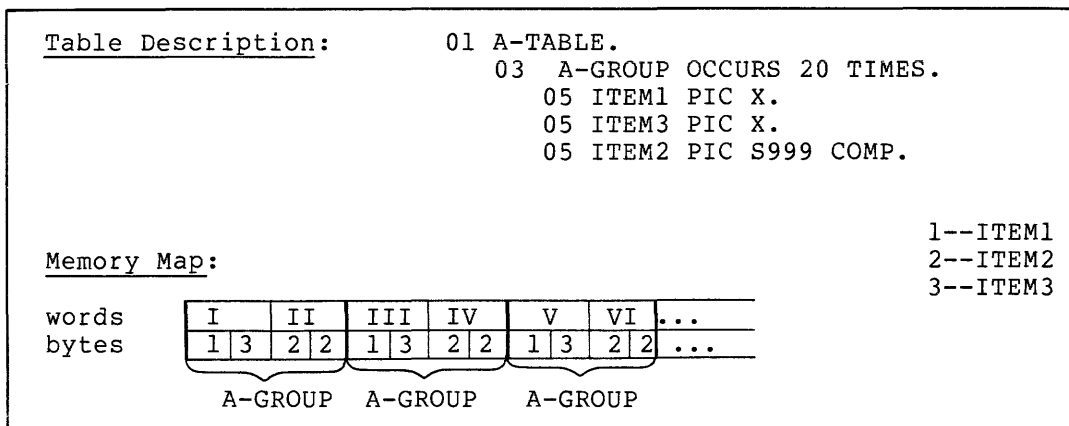 Table Description: 01 A-TABLE.
03 A-GROUP OCCURS 20 TIMES.
05 ITEM1 PIC X.
05 ITEM3 PIC X.
05 ITEM2 PIC S999 COMP.
1--ITEM1
Memory Map: 2--ITEM2
3--ITEM3
words I II III IV V VI ...
bytes 1 3 2 2 1 3 2 2 1 3 2 2 ...
A-GROUP A-GROUP A-GROUP